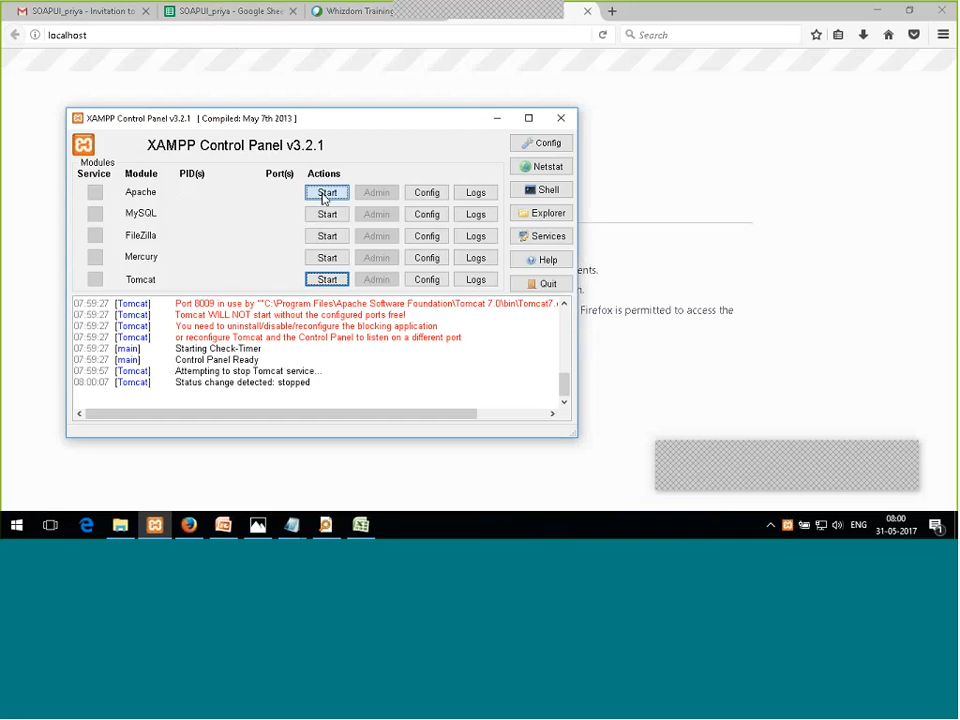 SOAPUI_priya - Invitation to
SOAPUI_priya - Google She
Whizdom Training
localhost
Search
XAMPP Control Panel v3.2.1 [ Compiled: May 7th 2013 ]
XAMPP Control Panel v3.2.1
Config
Modules
Service Module PID(s) Port(s) Actions
Netstat
Apache Start Admin Config Logs
Shell
MySQL Start Admin Config Logs
Explorer
FileZilla Start Admin Config Logs
Services
Mercury Start Admin Config Logs
Help
Tomcat Start Admin Config Logs
Quit
ents.
n.
Firefox is permitted to access the
07:59:27 [Tomcat] Port 8009 in use by ""C:\Program Files\Apache Software Foundation\Tomcat 7.0\bin\Tomcat7.
07:59:27 [Tomcat] Tomcat WILL NOT start without the configured ports free!
07:59:27 [Tomcat] You need to uninstall/disable/reconfigure the blocking application
07:59:27 [Tomcat] or reconfigure Tomcat and the Control Panel to listen on a different port
07:59:27 [main] Starting Check-Timer
07:59:27 [main] Control Panel Ready
07:59:57 [Tomcat] Attempting to stop Tomcat service...
08:00:07 [Tomcat] Status change detected: stopped
ENG
08:00
31-05-2017
1